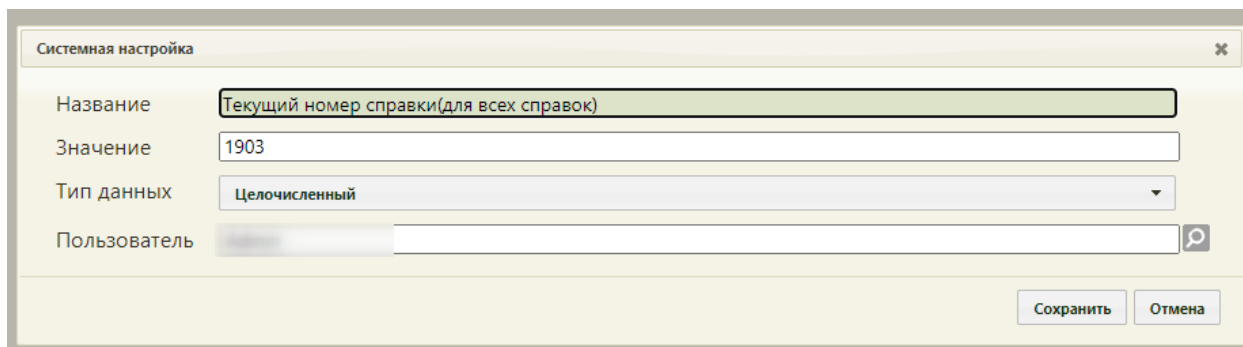 Системная настройка
Название Текущий номер справки(для всех справок)
Значение 1903
Тип данных Целочисленный
Пользователь
Сохранить Отмена